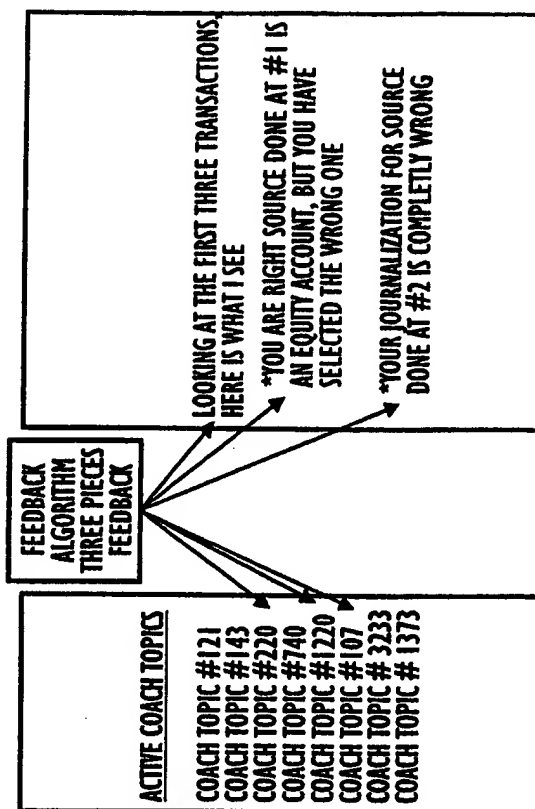 FEEDBACK
ALGORITHM
THREE PIECES
FEEDBACK
ACTIVE COACH TOPICS
COACH TOPIC #121
COACH TOPIC #143
COACH TOPIC #220
COACH TOPIC #740
COACH TOPIC #1220
COACH TOPIC #107
COACH TOPIC # 3233
COACH TOPIC # 1373
LOOKING AT THE FIRST THREE TRANSACTIONS,
HERE IS WHAT I SEE
*YOU ARE RIGHT SOURCE DONE AT #1 IS
AN EQUITY ACCOUNT, BUT YOU HAVE
SELECTED THE WRONG ONE
*YOUR JOURNALIZATION FOR SOURCE
DONE AT #2 IS COMPLETLY WRONG